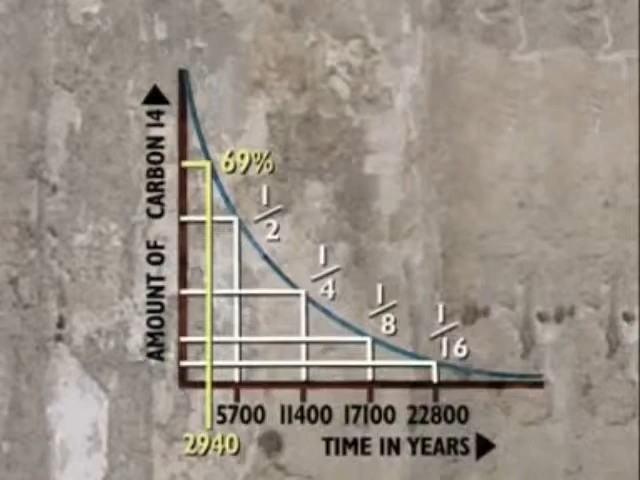 AMOUNT OF CARBON 14
69%
1/2
1/4
1/8
1/16
5700 11400 17100 22800
2940
TIME IN YEARS